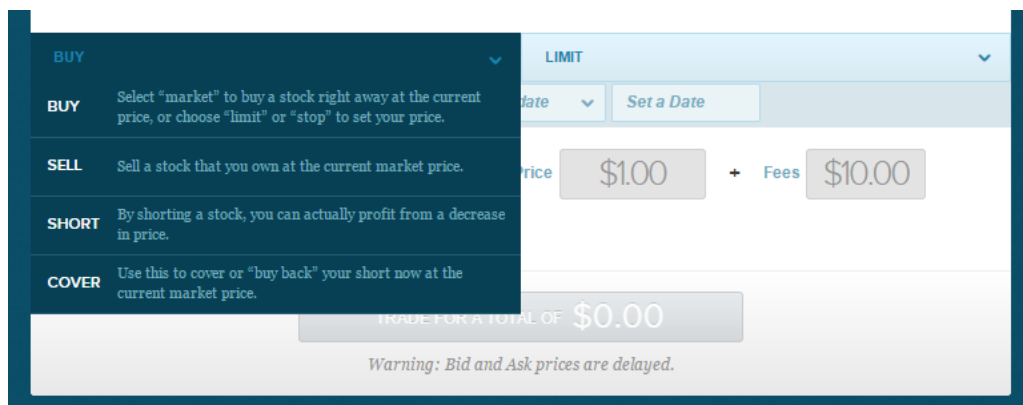 BUY
LIMIT
BUY
Select “market” to buy a stock right away at the current
price, or choose “limit” or “stop” to set your price.
date
Set a Date
SELL
Sell a stock that you own at the current market price.
Price $1.00 + Fees $10.00
SHORT
By shorting a stock, you can actually profit from a decrease
in price.
COVER
Use this to cover or “buy back” your short now at the
current market price.
TRADE FOR A TOTAL OF $0.00
Warning: Bid and Ask prices are delayed.